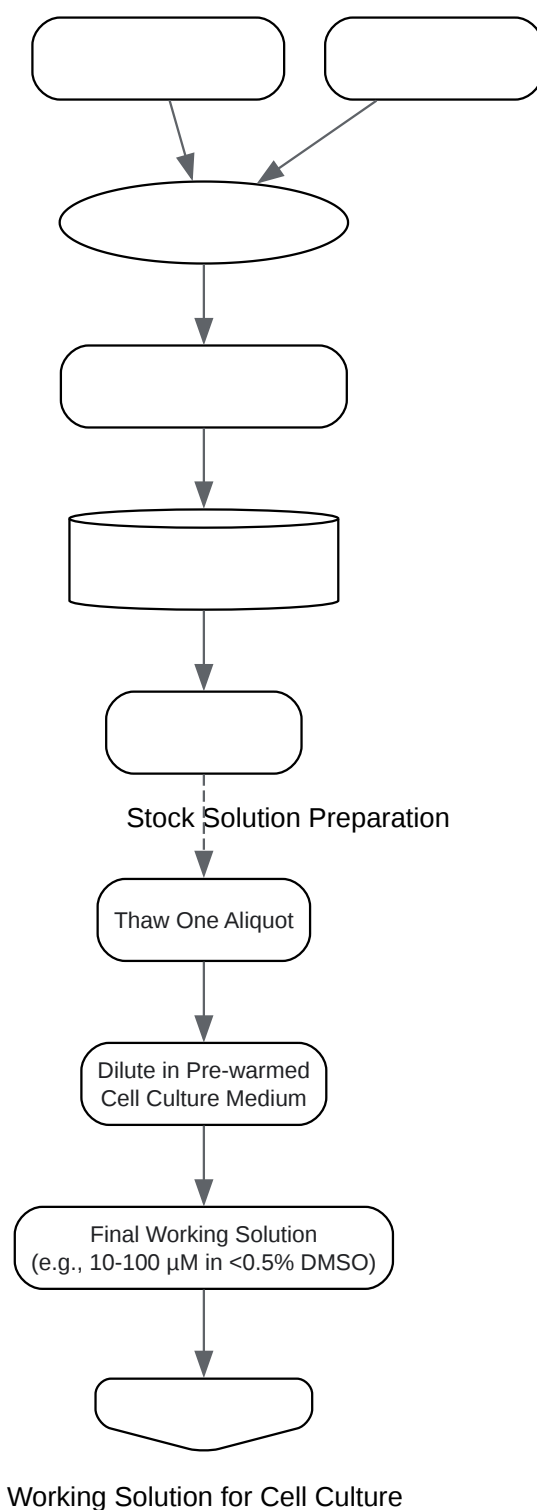 Stock Solution Preparation
Thaw One Aliquot
Dilute in Pre-warmed
Cell Culture Medium
Final Working Solution
(e.g., 10-100 µM in <0.5% DMSO)
Working Solution for Cell Culture